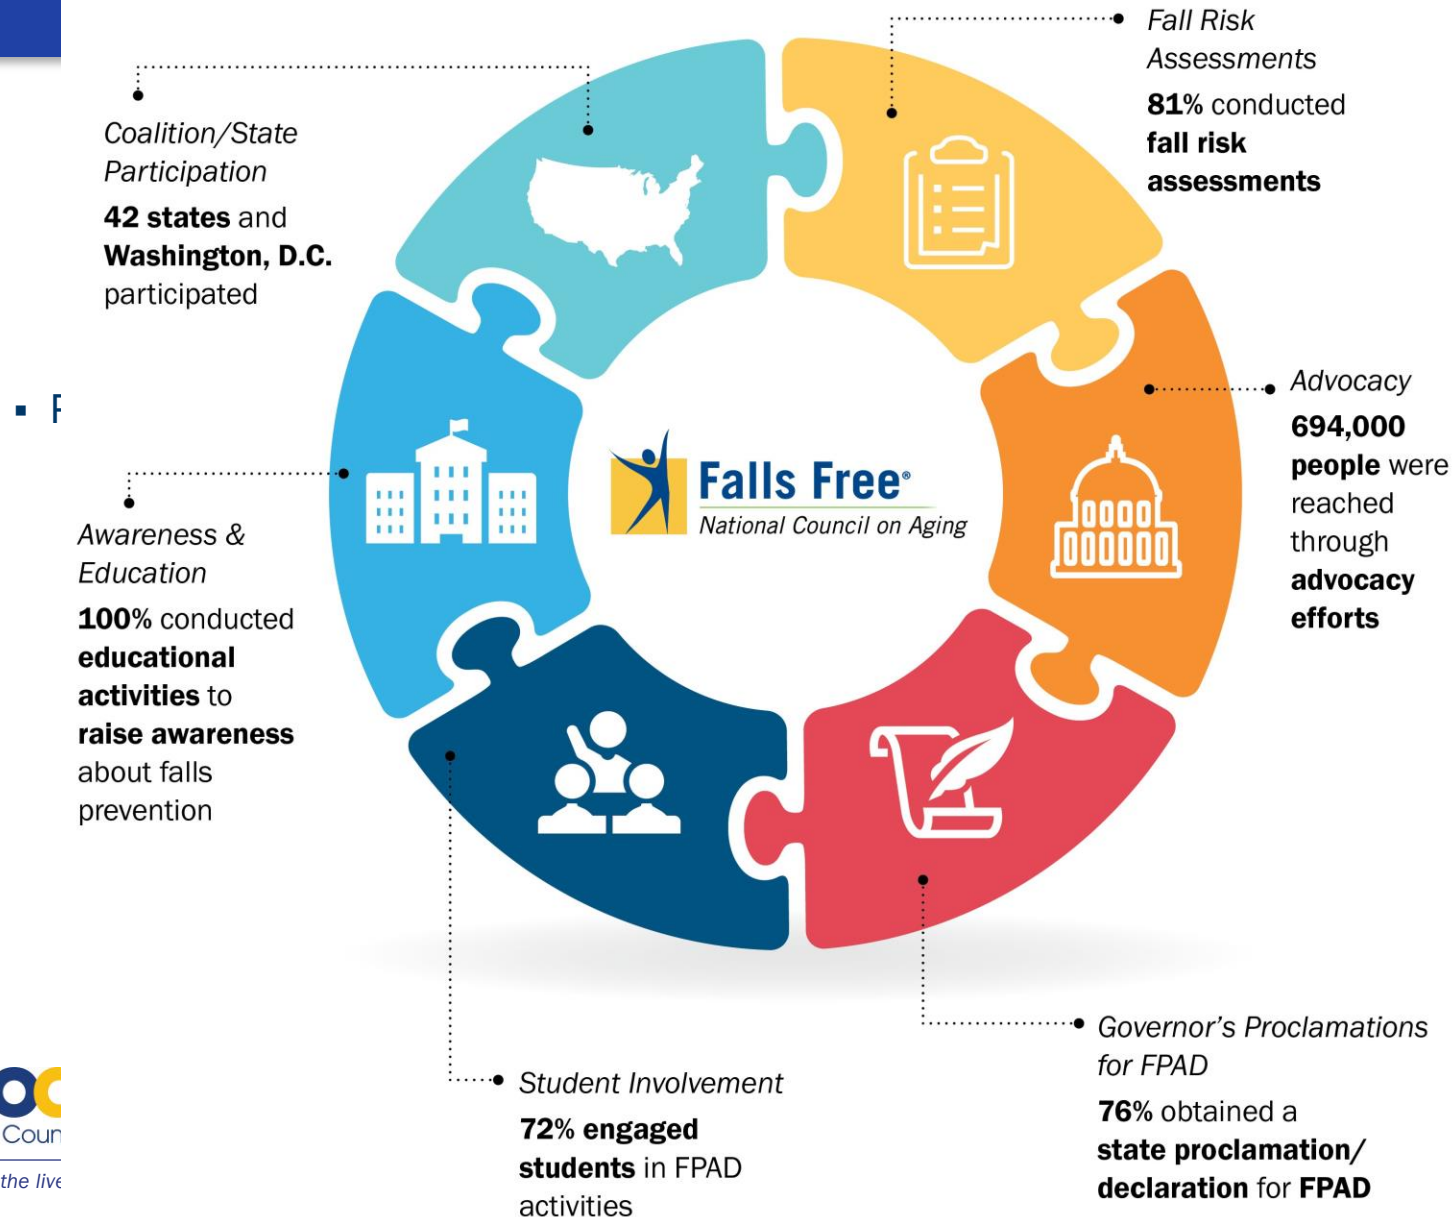 Fall Risk
Assessments
81% conducted
fall risk
assessments
Coalition/State
Participation
42 states and
Washington, D.C.
participated
Advocacy
694,000
people were
reached
through
advocacy
efforts
Falls Free®
National Council on Aging
Awareness &
Education
100% conducted
educational
activities to
raise awareness
about falls
prevention
Governor's Proclamations
for FPAD
76% obtained a
state proclamation/
declaration for FPAD
Student Involvement
72% engaged
students in FPAD
activities
the